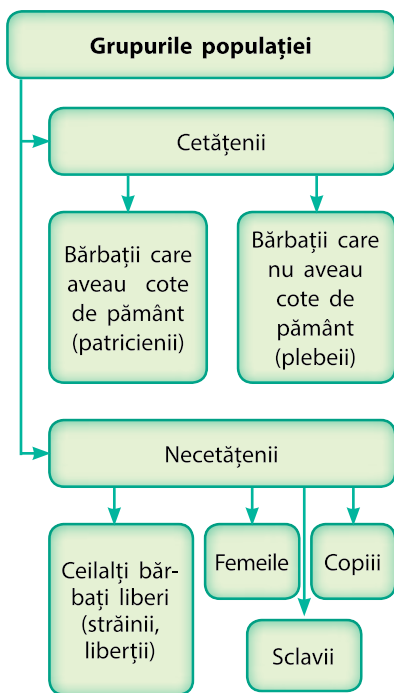 Grupurile populației
Cetățenii
Bărbații care
aveau cote
de pământ
(patricienii)
Bărbații care
nu aveau
cote de
pământ
(plebeii)
Necetățenii
Ceilalți băr-
bați liberi
(străinii,
liberții)
Femeile
Copiii
Sclavii